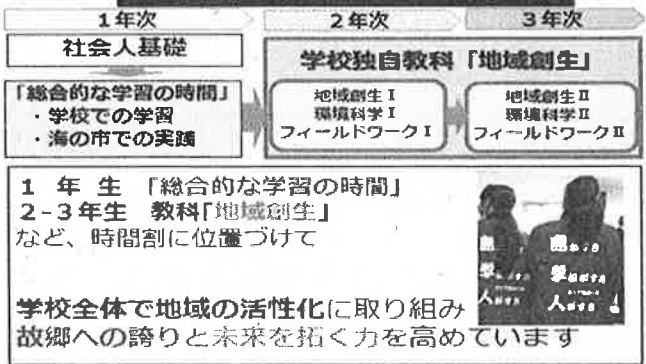 1年次
2年次
3年次
社会人基礎
「総合的な学習の時間」
・学校での学習
・海の市での実践
学校独自教科「地域創生」
地域創生Ⅰ
環境科学Ⅰ
フィールドワークⅠ
地域創生Ⅱ
環境科学Ⅱ
フィールドワークⅡ
1 年 生 「総合的な学習の時間」
2-3年生 教科「地域創生」
など、時間割に位置づけて
学校全体で地域の活性化に取り組み
故郷への誇りと未来を拓く力を高めています